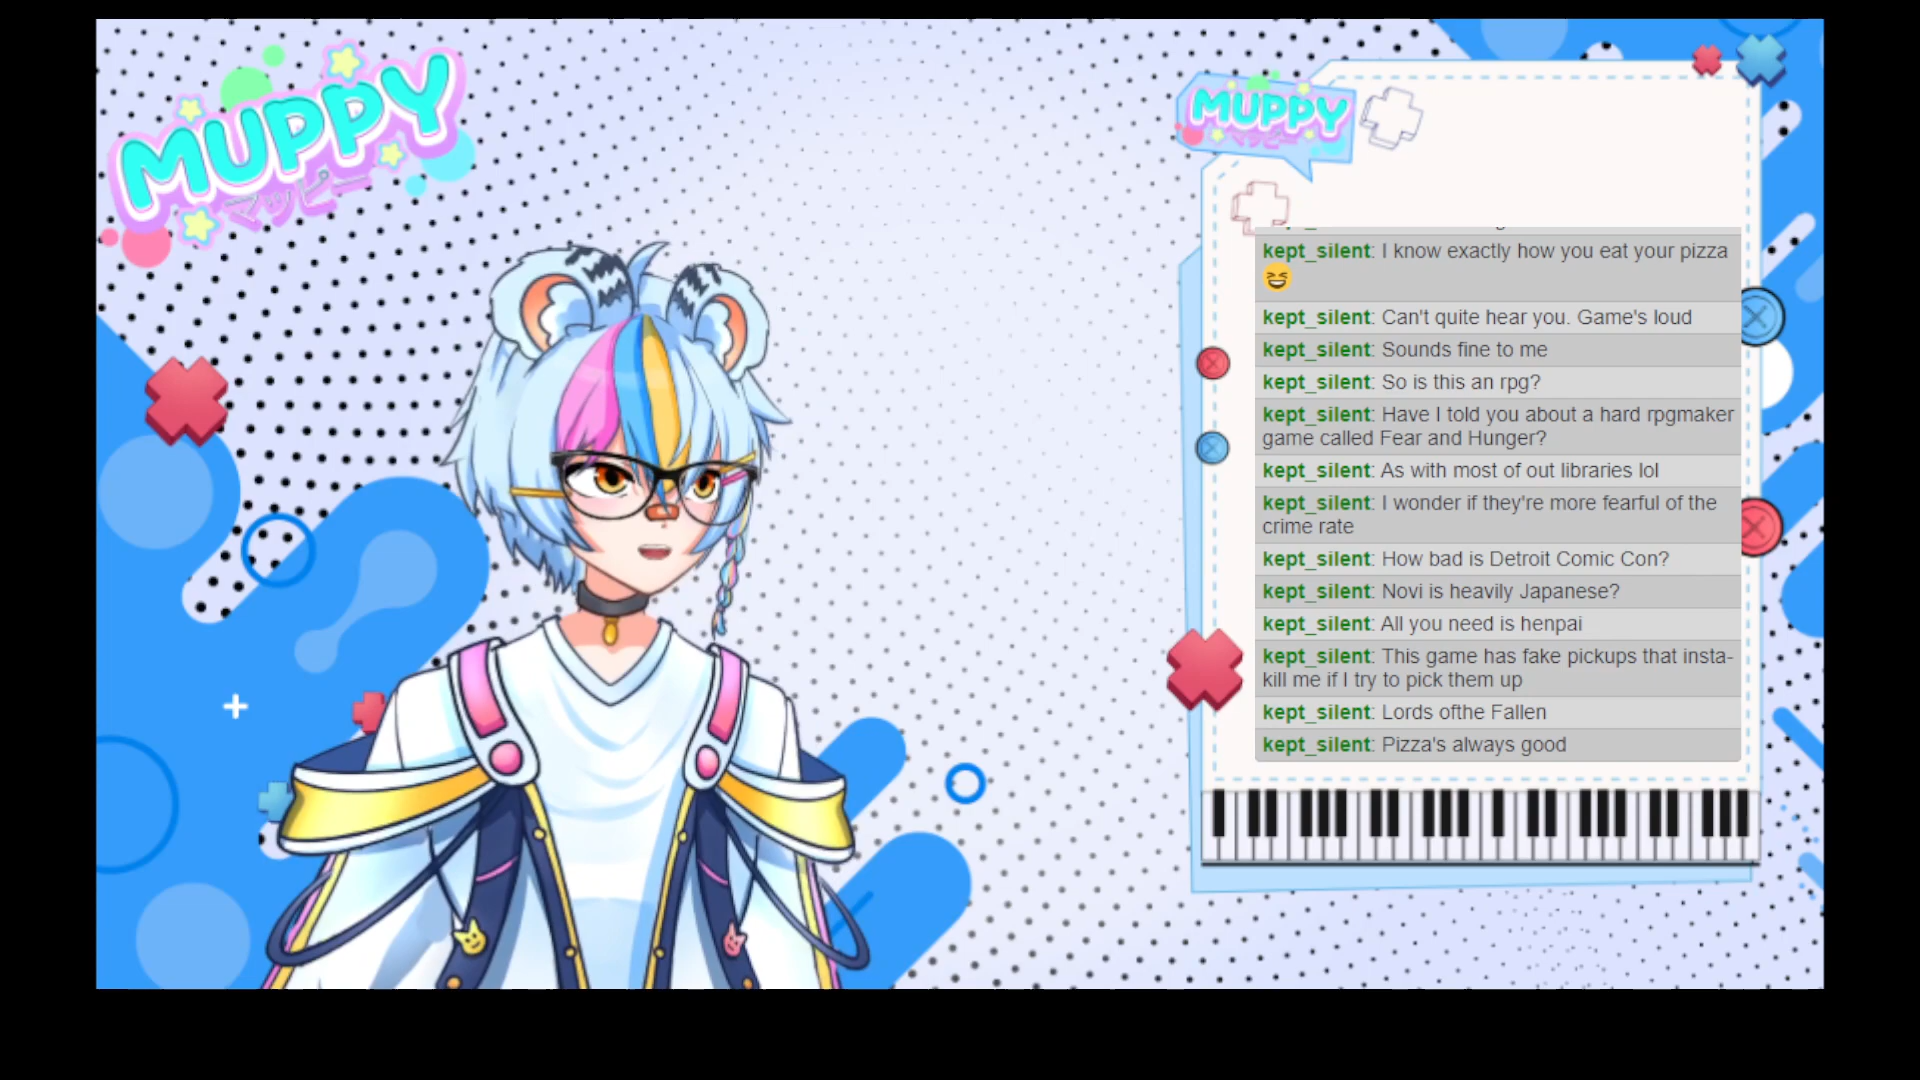 MUPPY
マッピー
MUPPY
マッピー
kept_silent: I know exactly how you eat your pizza
kept_silent: Can't quite hear you. Game's loud
kept_silent: Sounds fine to me
kept_silent: So is this an rpg?
kept_silent: Have I told you about a hard rpgmaker
game called Fear and Hunger?
kept_silent: As with most of out libraries lol
kept_silent: I wonder if they're more fearful of the
crime rate
kept_silent: How bad is Detroit Comic Con?
kept_silent: Novi is heavily Japanese?
kept_silent: All you need is henpai
kept_silent: This game has fake pickups that insta-
kill me if I try to pick them up
kept_silent: Lords ofthe Fallen
kept_silent: Pizza's always good